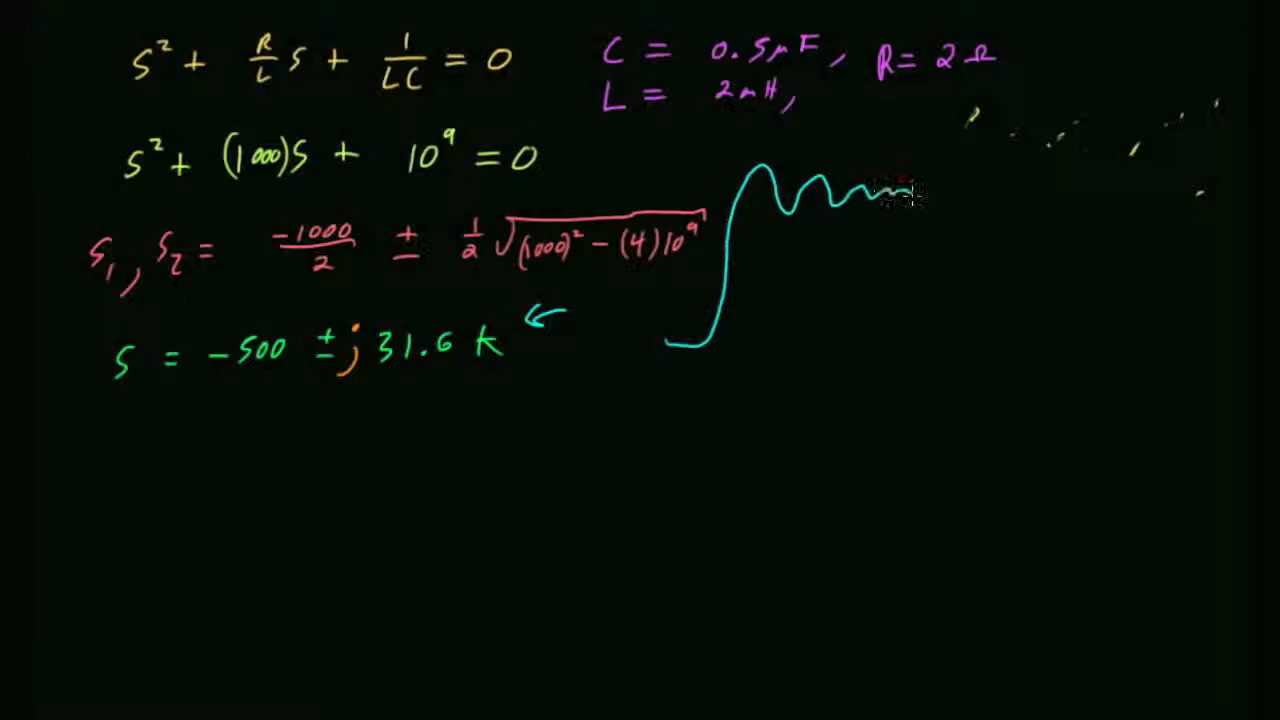 s² + R/L s + 1/LC = 0
C = 0.5μF, R = 2Ω
L = 2mH,
s² + (1000)s + 10⁹ = 0
s₁, s₂ = -1000/2 ± 1/2 √(1000)² - (4)10⁹
s = -500 ± j 31.6 k